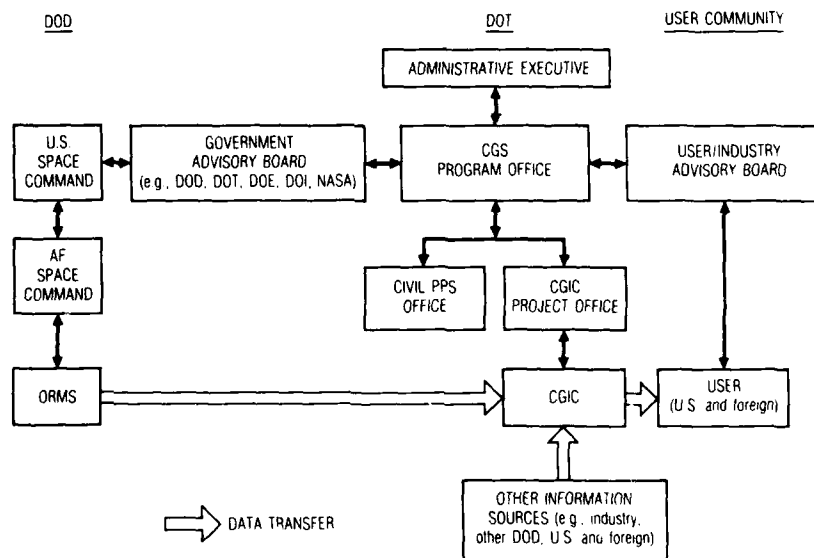 DOD
DOT
USER COMMUNITY
ADMINISTRATIVE EXECUTIVE
U.S.
SPACE
COMMAND
GOVERNMENT
ADVISORY BOARD
(e.g., DOD, DOT, DOE, DOI, NASA)
CGS
PROGRAM OFFICE
USER/INDUSTRY
ADVISORY BOARD
AF
SPACE
COMMAND
CIVIL PPS
OFFICE
CGIC
PROJECT OFFICE
ORMS
CGIC
USER
(U.S. and foreign)
OTHER INFORMATION
SOURCES (e.g., industry,
other DOD, U.S. and foreign)
DATA TRANSFER